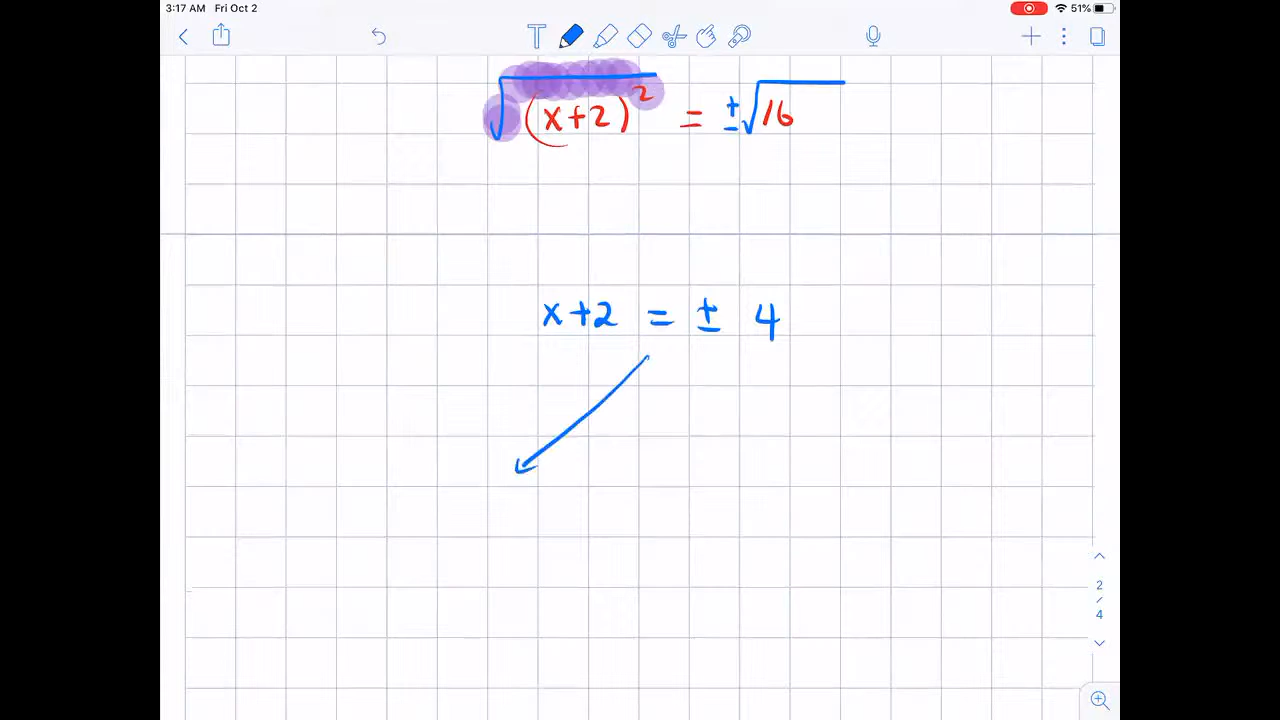 3:17 AM Fri Oct 2
51%
T
√(x+2)² = ±√16
x+2 = ± 4
2
/
4